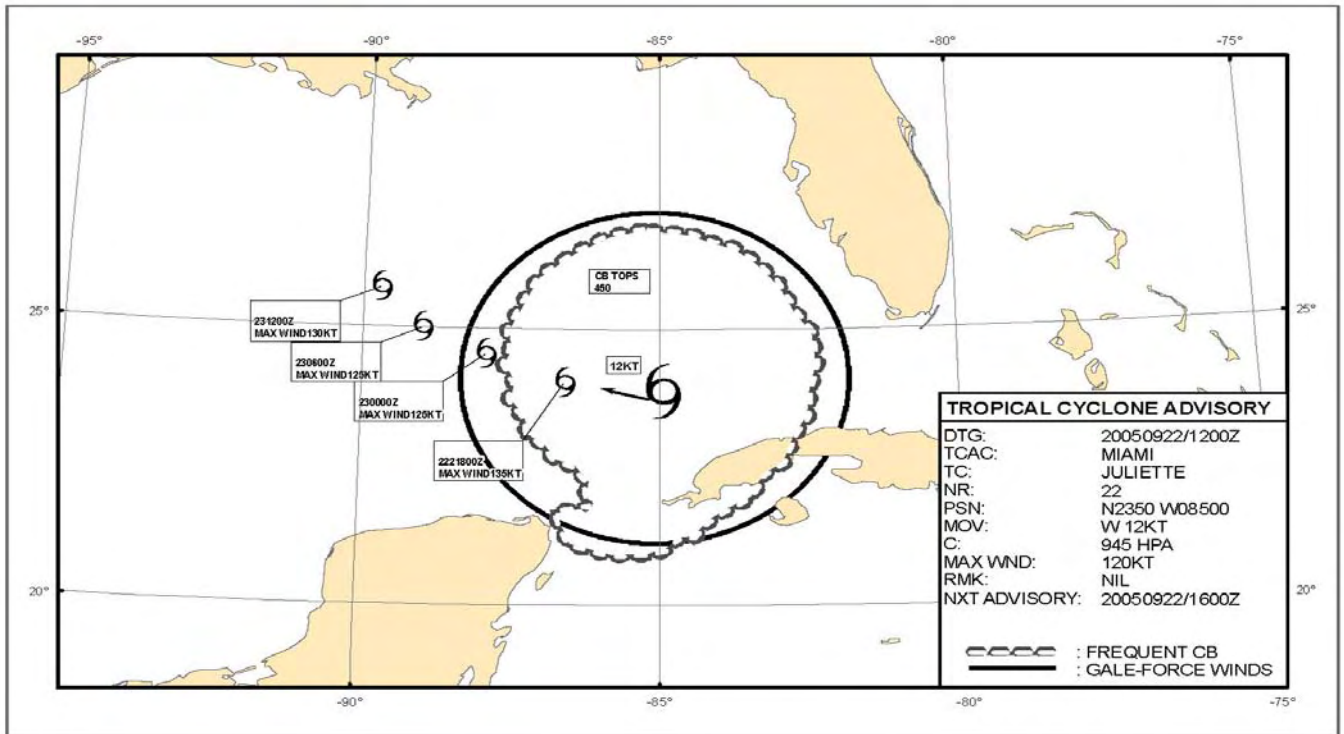 -95° -90° -85° -80° -75°
CB TOPS
450
25° 25°
231200Z
MAX WIND130KT
230600Z
MAX WIND125KT
12KT
230000Z
MAX WIND125KT
2221800Z
MAX WIND135KT
TROPICAL CYCLONE ADVISORY
DTG: 20050922/1200Z
TCAC: MIAMI
TC: JULIETTE
NR: 22
PSN: N2350 W08500
MOV: W 12KT
C: 945 HPA
MAX WND: 120KT
RMK: NIL
NXT ADVISORY: 20050922/1600Z
20° 20°
: FREQUENT CB
: GALE-FORCE WINDS
-90° -85° -80° -75°